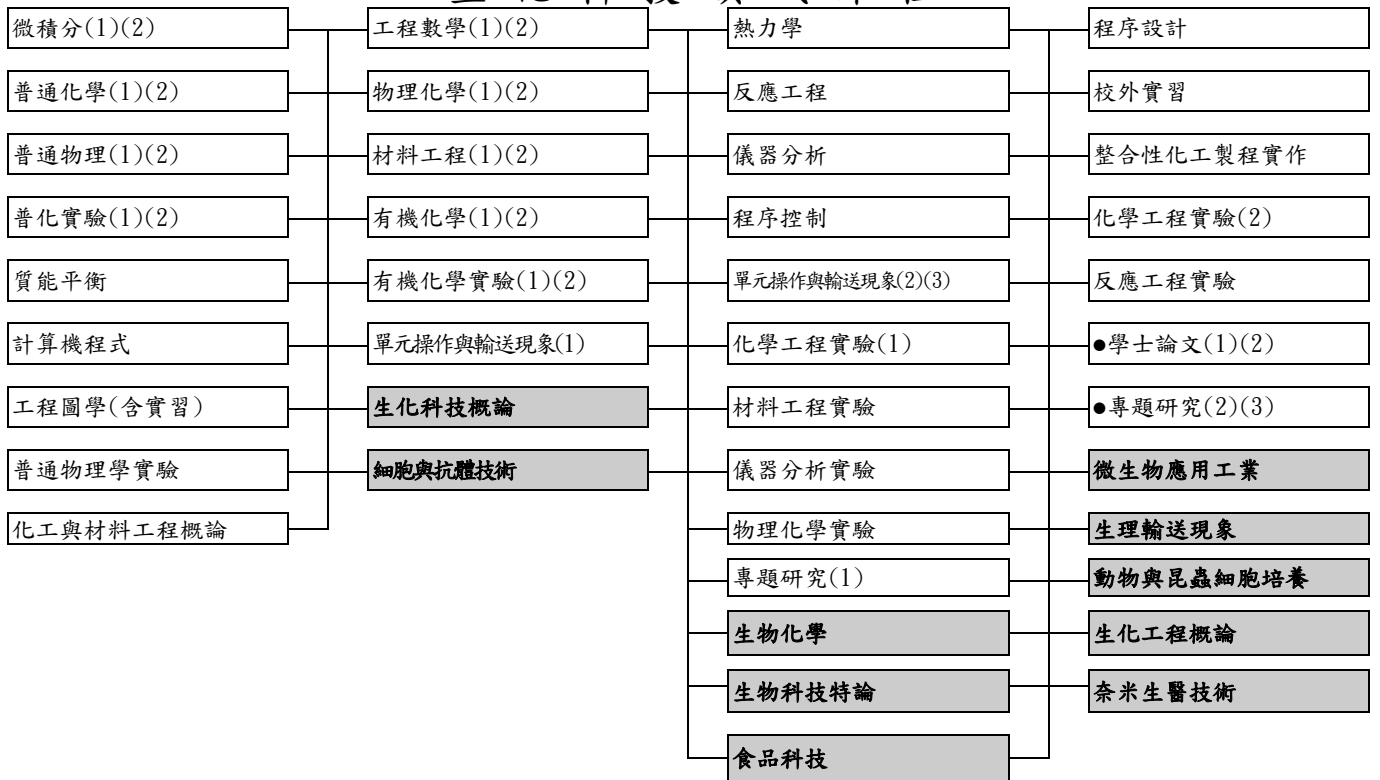 微積分(1)(2)
普通化學(1)(2)
普通物理(1)(2)
普化實驗(1)(2)
質能平衡
計算機程式
工程圖學(含實習)
普通物理學實驗
化工與材料工程概論
工程數學(1)(2)
物理化學(1)(2)
材料工程(1)(2)
有機化學(1)(2)
有機化學實驗(1)(2)
單元操作與輸送現象(1)
生化科技概論
細胞與抗體技術
熱力學
反應工程
儀器分析
程序控制
單元操作與輸送現象(2)(3)
化學工程實驗(1)
材料工程實驗
儀器分析實驗
物理化學實驗
專題研究(1)
生物化學
生物科技特論
食品科技
程序設計
校外實習
整合性化工製程實作
化學工程實驗(2)
反應工程實驗
●學士論文(1)(2)
●專題研究(2)(3)
微生物應用工業
生理輸送現象
動物與昆蟲細胞培養
生化工程概論
奈米生醫技術